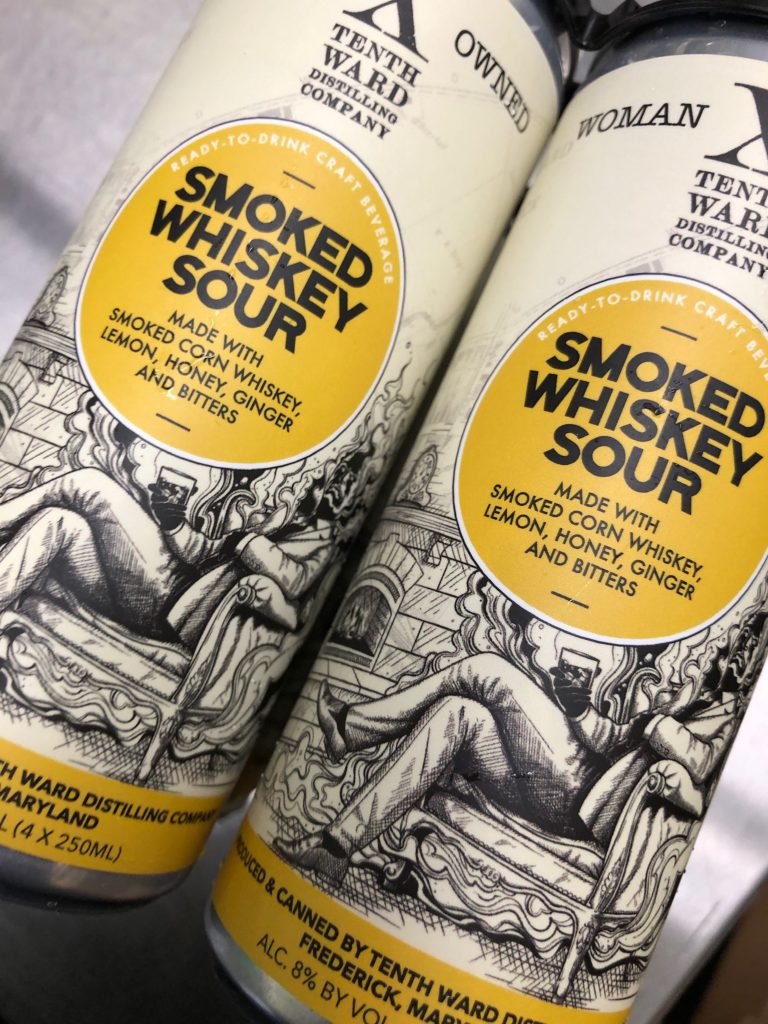 X
TENTH
WARD
DISTILLING
COMPANY
OWNED
READY-TO-DRINK CRAFT BEVERAGE
SMOKED
WHISKEY
SOUR
MADE WITH
SMOKED CORN WHISKEY,
LEMON, HONEY, GINGER
AND BITTERS
WARD DISTILLING COMPANY
MARYLAND
(4 X 250ML)
WOMAN
X
TENTH
WARD
DISTILLING
COMPANY
READY-TO-DRINK CRAFT
SMOKED
WHISKEY
SOUR
MADE WITH
SMOKED CORN WHISKEY,
LEMON, HONEY, GINGER
AND BITTERS
& CANNED BY TENTH WARD
FREDERICK,
ALC. 8% BY